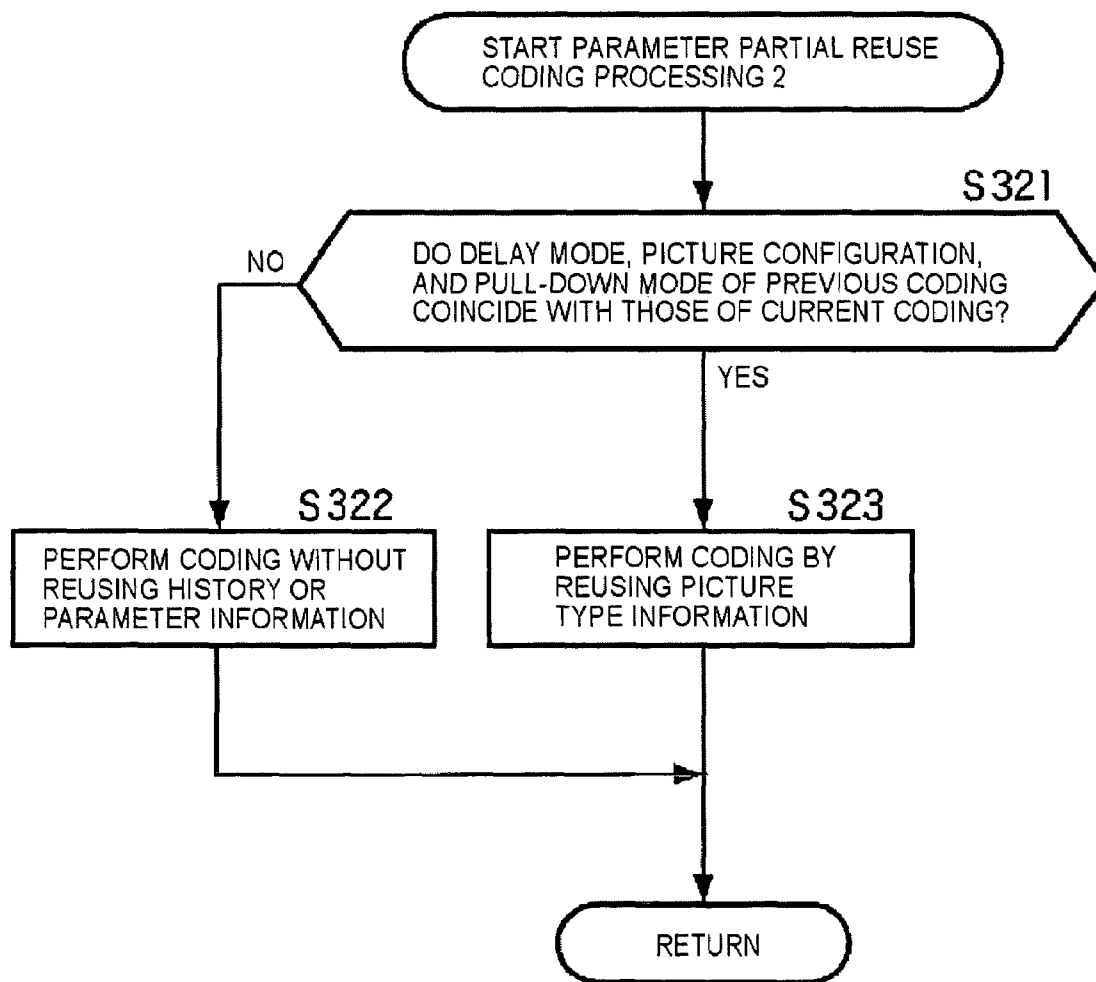 START PARAMETER PARTIAL REUSE
CODING PROCESSING 2
S321
DO DELAY MODE, PICTURE CONFIGURATION,
AND PULL-DOWN MODE OF PREVIOUS CODING
COINCIDE WITH THOSE OF CURRENT CODING?
NO
YES
S322
PERFORM CODING WITHOUT
REUSING HISTORY OR
PARAMETER INFORMATION
S323
PERFORM CODING BY
REUSING PICTURE
TYPE INFORMATION
RETURN